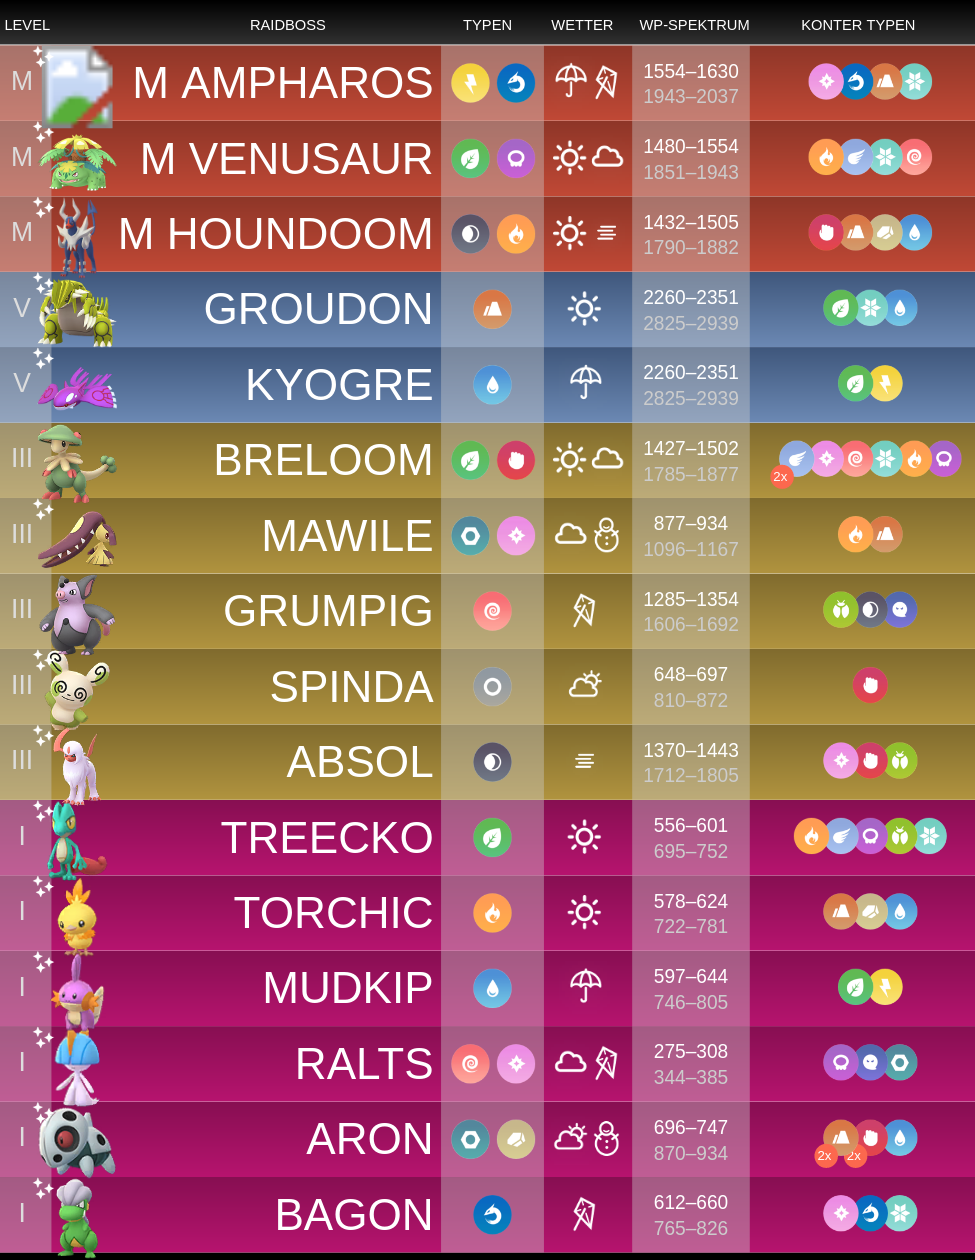 LEVEL RAIDBOSS TYPEN WETTER WP-SPEKTRUM KONTER TYPEN
M M AMPHAROS 1554–1630
1943–2037
M M VENUSAUR 1480–1554
1851–1943
M M HOUNDOOM 1432–1505
1790–1882
V GROUDON 2260–2351
2825–2939
V KYOGRE 2260–2351
2825–2939
III BRELOOM 1427–1502
1785–1877 2x
III MAWILE 877–934
1096–1167
III GRUMPIG 1285–1354
1606–1692
III SPINDA 648–697
810–872
III ABSOL 1370–1443
1712–1805
I TREECKO 556–601
695–752
I TORCHIC 578–624
722–781
I MUDKIP 597–644
746–805
I RALTS 275–308
344–385
I ARON 696–747
870–934 2x 2x
I BAGON 612–660
765–826